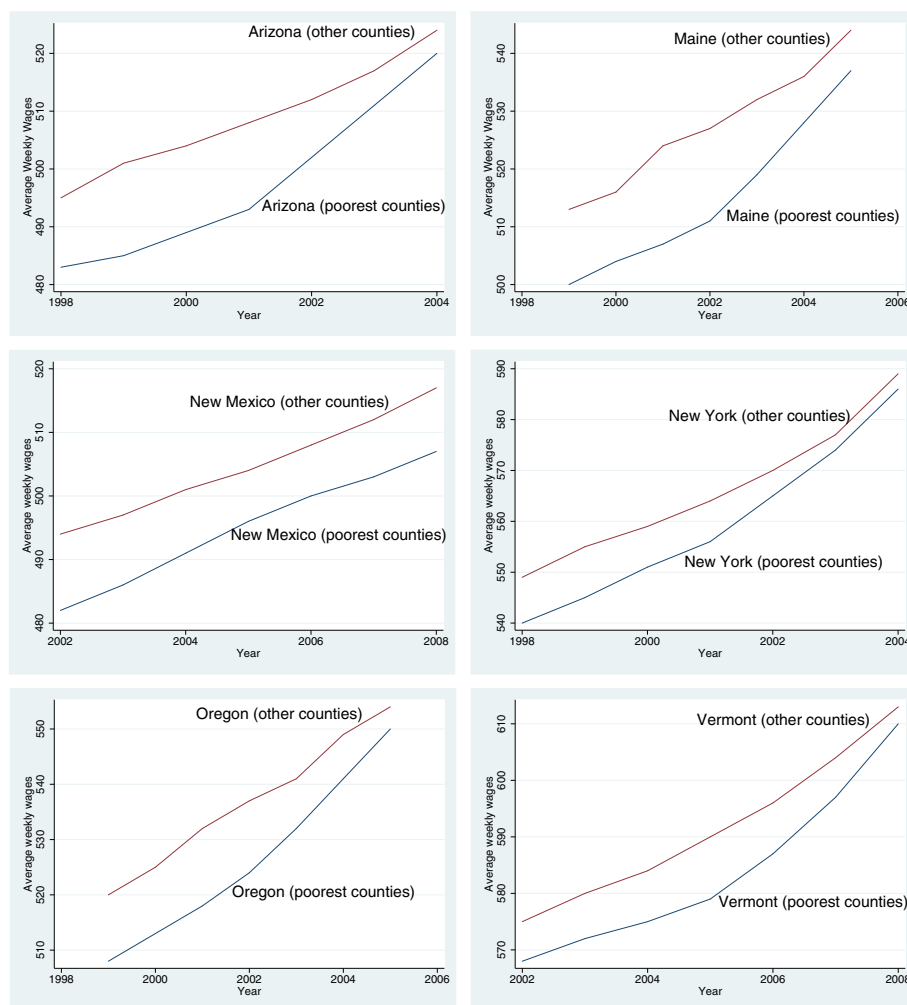 Arizona (other counties)
Arizona (poorest counties)
Average Weekly Wages
480 490 500 510 520
1998 2000 2002 2004
Year
Maine (other counties)
Maine (poorest counties)
Average Weekly Wages
500 510 520 530 540
1998 2000 2002 2004 2006
Year
New Mexico (other counties)
New Mexico (poorest counties)
Average weekly wages
480 490 500 510 520
2002 2004 2006 2008
Year
New York (other counties)
New York (poorest counties)
Average weekly wages
540 550 560 570 580 590
1998 2000 2002 2004
Year
Oregon (other counties)
Oregon (poorest counties)
Average weekly wages
510 520 530 540 550
1998 2000 2002 2004 2006
Year
Vermont (other counties)
Vermont (poorest counties)
Average weekly wages
570 580 590 600 610
2002 2004 2006 2008
Year